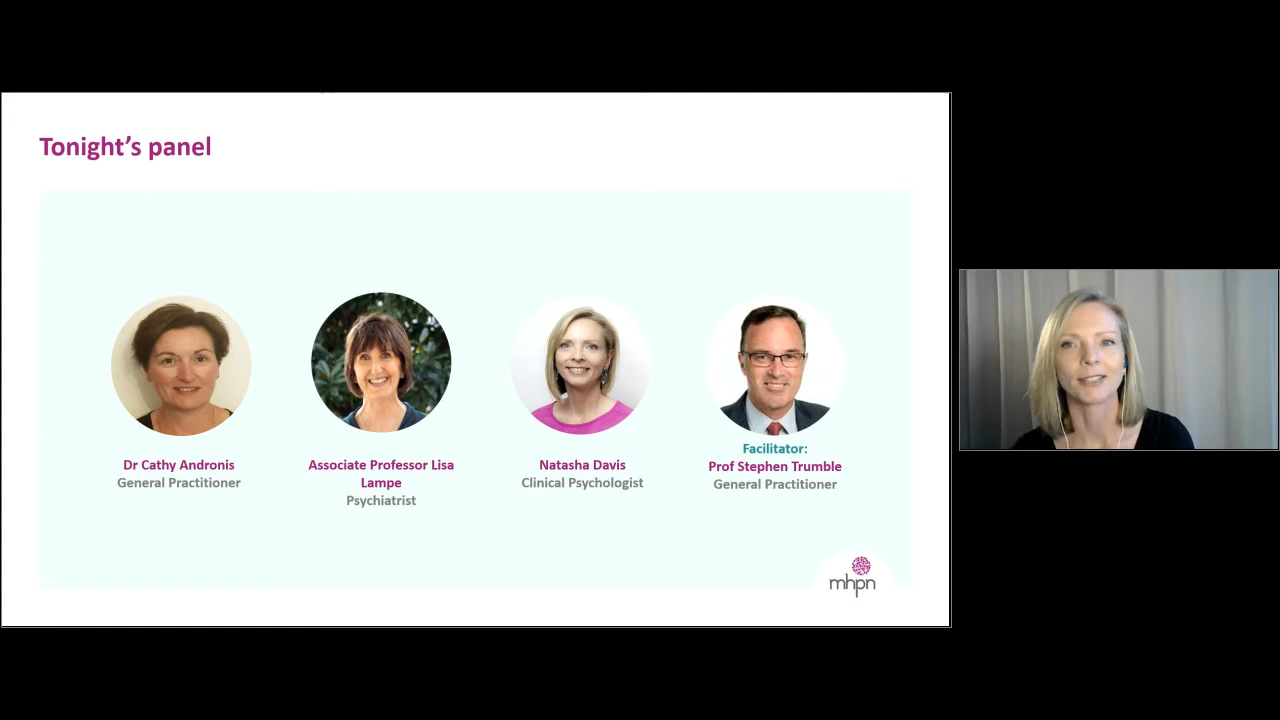 Tonight’s panel
Dr Cathy Andronis
General Practitioner
Associate Professor Lisa
Lampe
Psychiatrist
Natasha Davis
Clinical Psychologist
Facilitator:
Prof Stephen Trumble
General Practitioner
mhpn